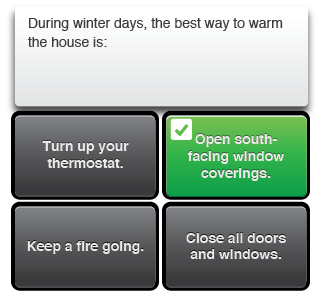 During winter days, the best way to warm
the house is:
Turn up your
thermostat.
Open south-
facing window
coverings.
Keep a fire going.
Close all doors
and windows.